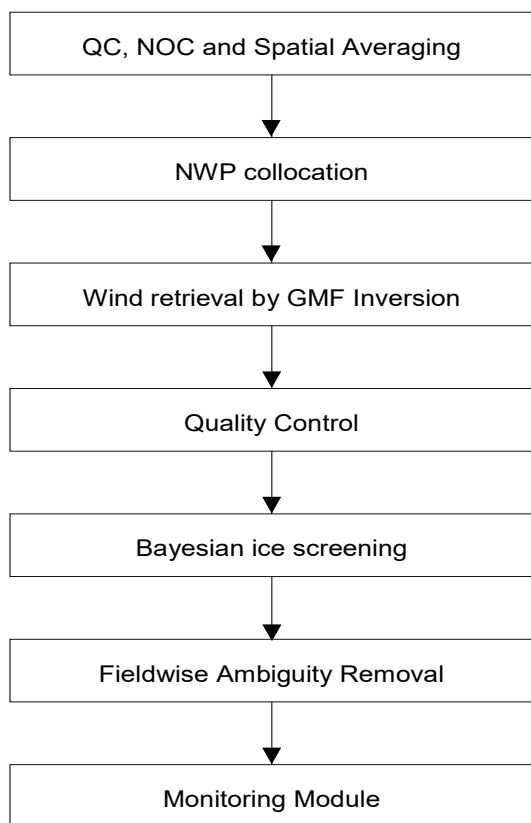 QC, NOC and Spatial Averaging
NWP collocation
Wind retrieval by GMF Inversion
Quality Control
Bayesian ice screening
Fieldwise Ambiguity Removal
Monitoring Module